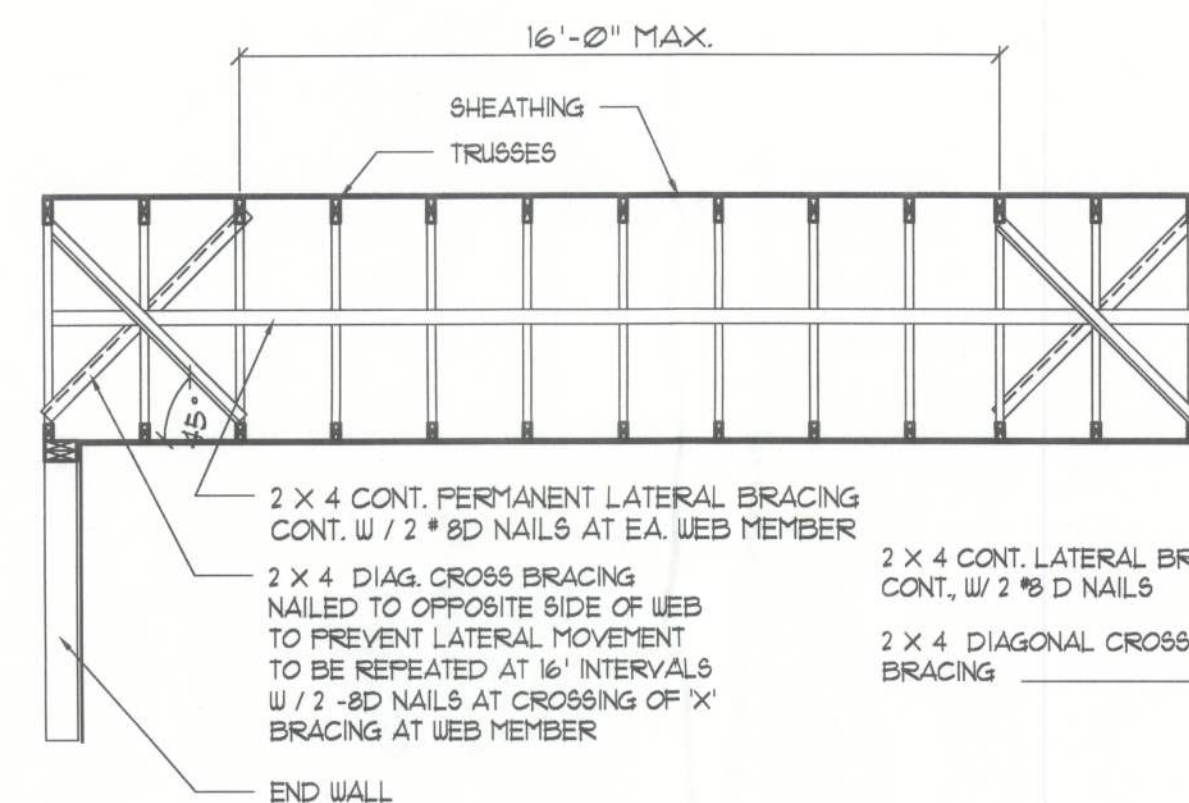 16'-0" MAX.
SHEATHING
TRUSSES
45°
2 X 4 CONT. PERMANENT LATERAL BRACING
CONT. W / 2 # 8D NAILS AT EA. WEB MEMBER
2 X 4 DIAG. CROSS BRACING
NAILED TO OPPOSITE SIDE OF WEB
TO PREVENT LATERAL MOVEMENT
TO BE REPEATED AT 16' INTERVALS
W / 2 -8D NAILS AT CROSSING OF 'X'
BRACING AT WEB MEMBER
END WALL
2 X 4 CONT. LATERAL
CONT., W/ 2 #8 D NAILS
2 X 4 DIAGONAL CROSS
BRACING